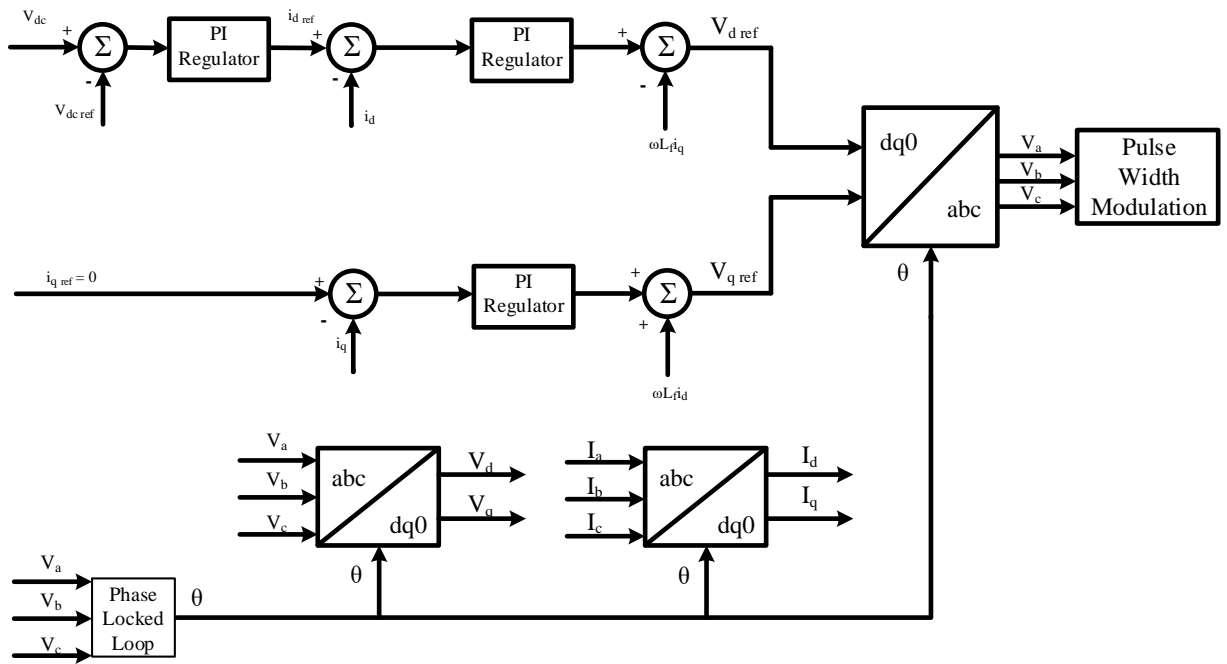 V_dc
+
Σ
-
V_dc ref
PI
Regulator
i_d ref
+
Σ
-
i_d
PI
Regulator
+
Σ
-
ωL_f i_q
V_d ref
dq0
abc
V_a
V_b
V_c
Pulse
Width
Modulation
θ
i_q ref = 0
+
Σ
-
i_q
PI
Regulator
+
Σ
+
ωL_f i_d
V_q ref
V_a
V_b
V_c
abc
dq0
V_d
V_q
θ
I_a
I_b
I_c
abc
dq0
I_d
I_q
θ
V_a
V_b
V_c
Phase
Locked
Loop
θ